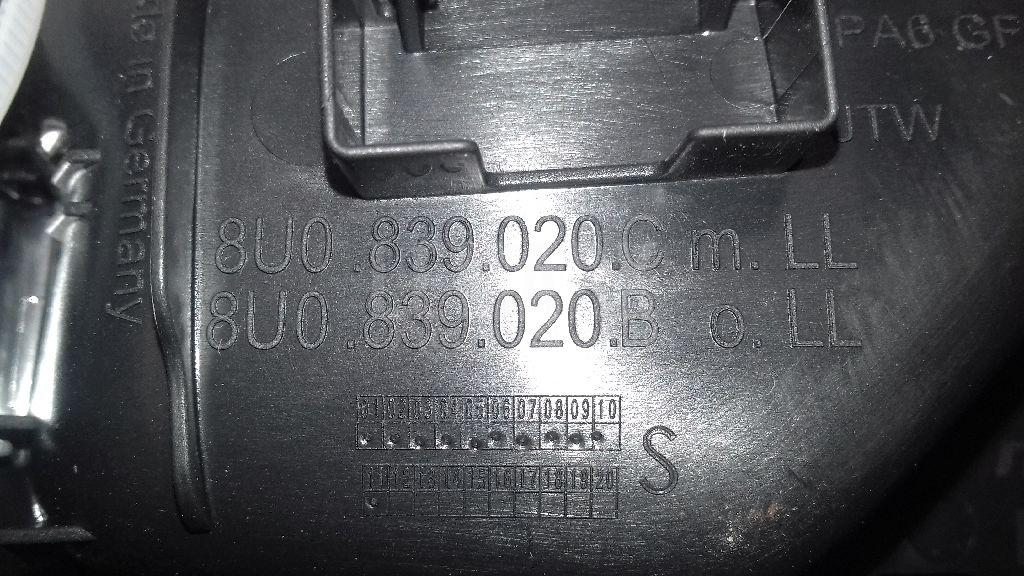 Made in Germany
PA6 GF
JTW
8U0.839.020.C m. LL
8U0.839.020.B o. LL
01 02 03 04 05 06 07 08 09 10
S
11 12 13 14 15 16 17 18 19 20